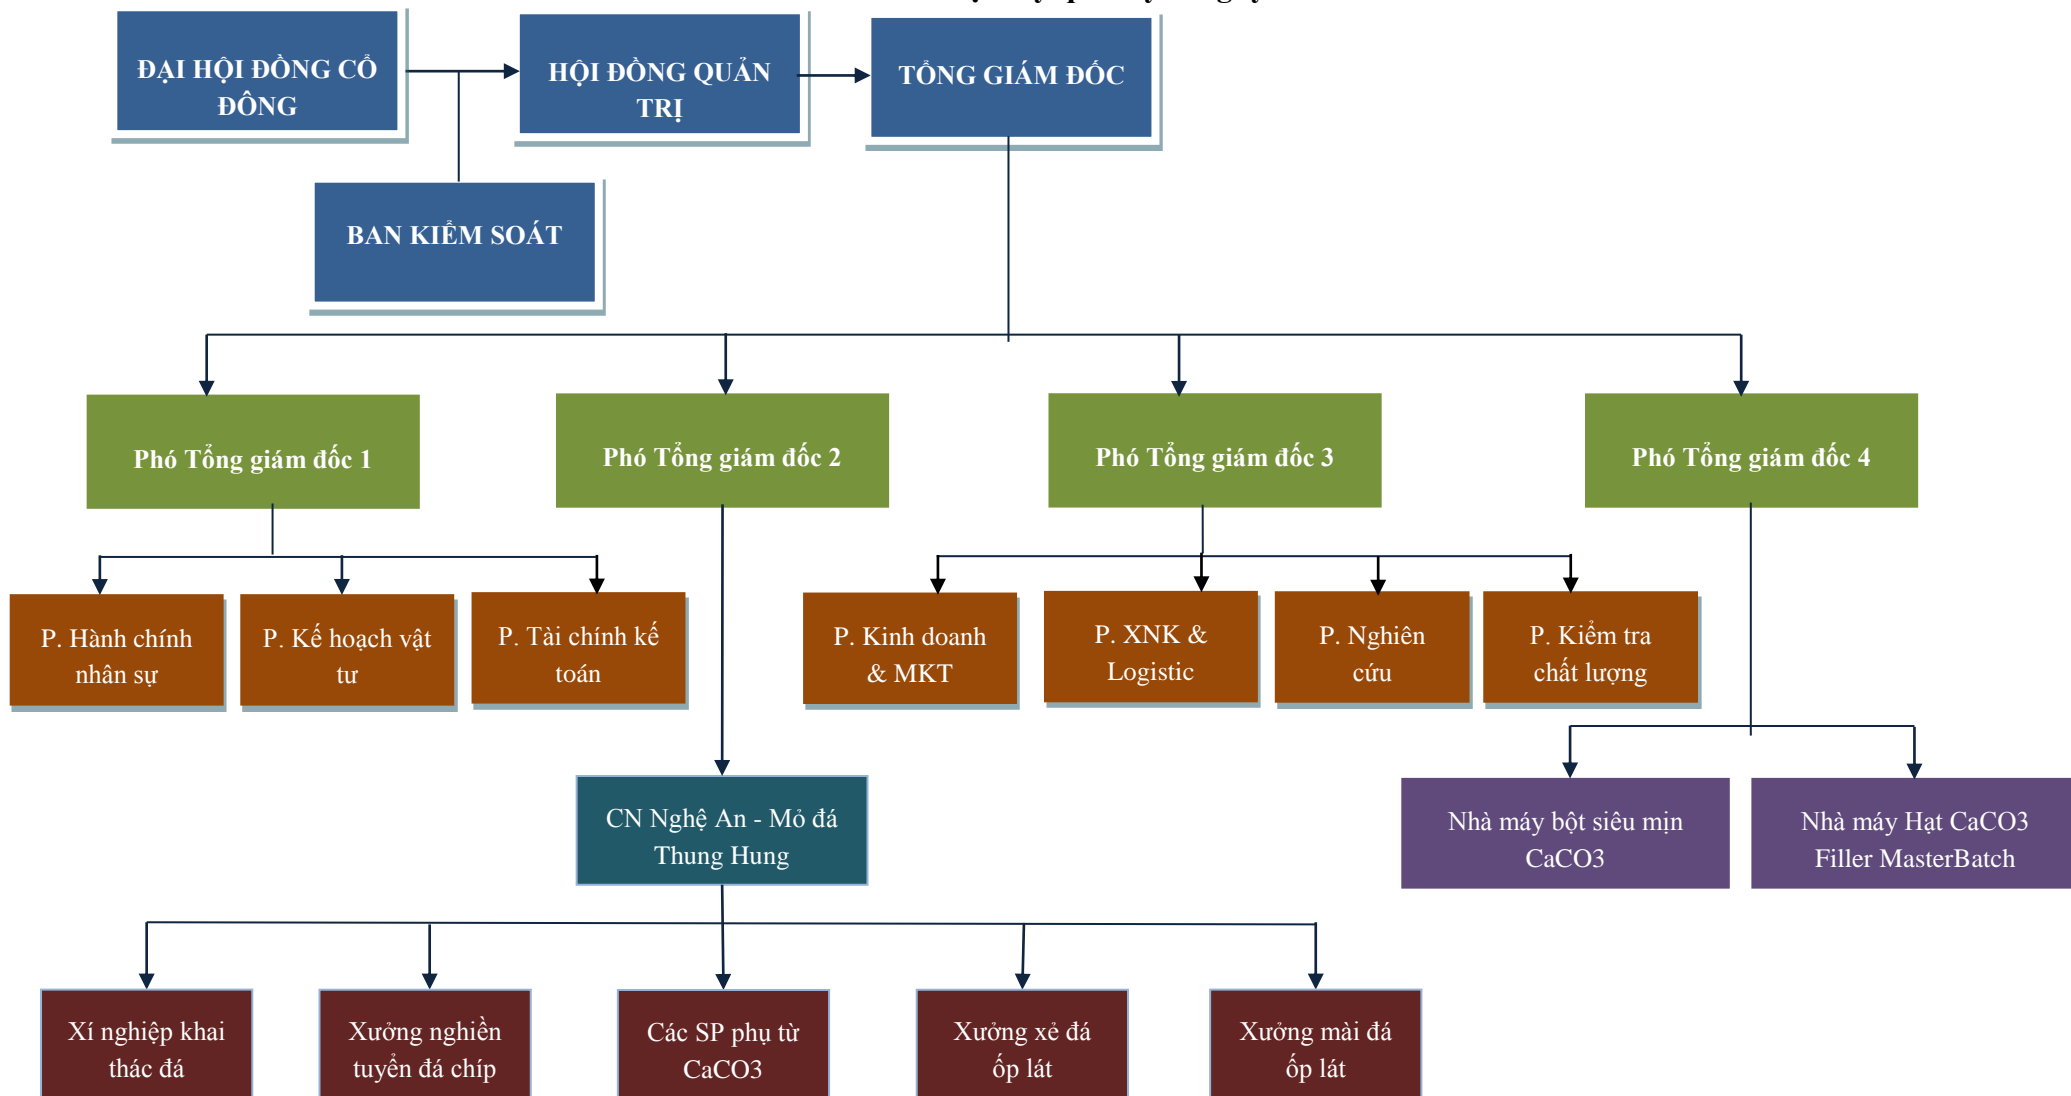 ĐẠI HỘI ĐỒNG CỔ
ĐÔNG
HỘI ĐỒNG QUẢN
TRỊ
TỔNG GIÁM ĐỐC
BAN KIỂM SOÁT
Phó Tổng giám đốc 1
Phó Tổng giám đốc 2
Phó Tổng giám đốc 3
Phó Tổng giám đốc 4
P. Hành chính
nhân sự
P. Kế hoạch vật
tư
P. Tài chính kế
toán
P. Kinh doanh
& MKT
P. XNK &
Logistic
P. Nghiên
cứu
P. Kiểm tra
chất lượng
CN Nghệ An - Mỏ đá
Thung Hung
Nhà máy bột siêu mịn
CaCO3
Nhà máy Hạt CaCO3
Filler MasterBatch
Xí nghiệp khai
thác đá
Xưởng nghiền
tuyển đá chíp
Các SP phụ từ
CaCO3
Xưởng xẻ đá
ốp lát
Xưởng mài đá
ốp lát